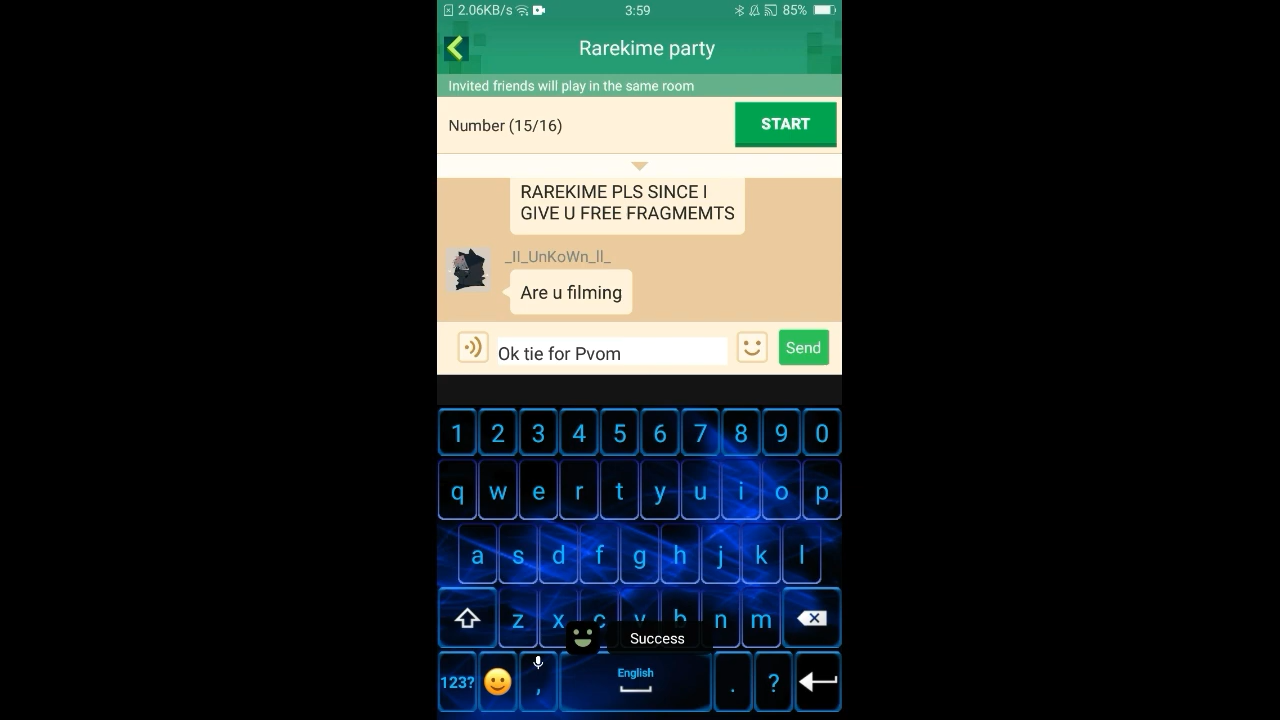 2.06KB/s 3:59 85%
Rarekime party
Invited friends will play in the same room
Number (15/16) START
RAREKIME PLS SINCE I
GIVE U FREE FRAGMEMTS
_II_UnKoWn_ll_
Are u filming
Ok tie for Pvom Send
1 2 3 4 5 6 7 8 9 0
q w e r t y u i o p
a s d f g h j k l
z x c v b n m
Success
123? , English . ?